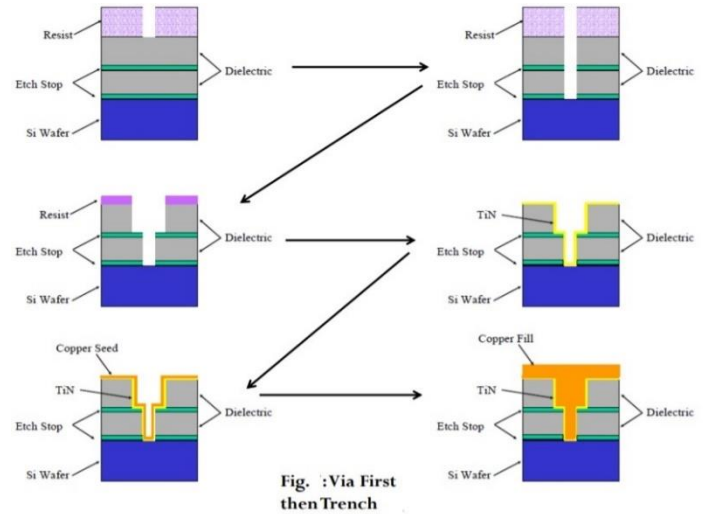 Resist
Etch Stop
Dielectric
Si Wafer
Resist
Etch Stop
Dielectric
Si Wafer
Resist
Etch Stop
Dielectric
Si Wafer
TiN
Etch Stop
Dielectric
Si Wafer
Copper Seed
TiN
Etch Stop
Dielectric
Si Wafer
Copper Fill
TiN
Etch Stop
Dielectric
Si Wafer
Fig. :Via First
then Trench